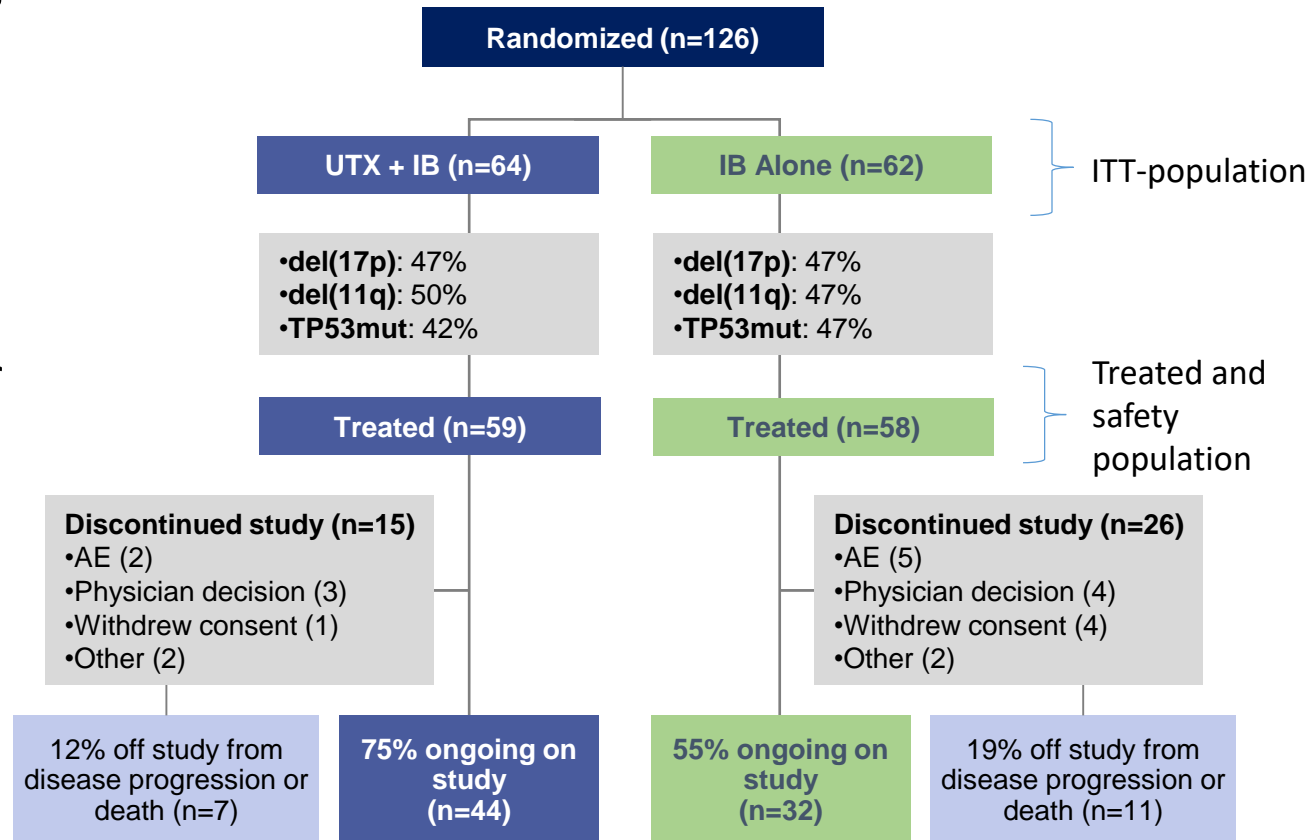 Randomized (n=126)
UTX + IB (n=64)
IB Alone (n=62)
ITT-population
•del(17p): 47%
•del(11q): 50%
•TP53mut: 42%
•del(17p): 47%
•del(11q): 47%
•TP53mut: 47%
Treated (n=59)
Treated (n=58)
Treated and
safety
population
Discontinued study (n=15)
•AE (2)
•Physician decision (3)
•Withdrew consent (1)
•Other (2)
Discontinued study (n=26)
•AE (5)
•Physician decision (4)
•Withdrew consent (4)
•Other (2)
12% off study from
disease progression or
death (n=7)
75% ongoing on
study
(n=44)
55% ongoing on
study
(n=32)
19% off study from
disease progression or
death (n=11)